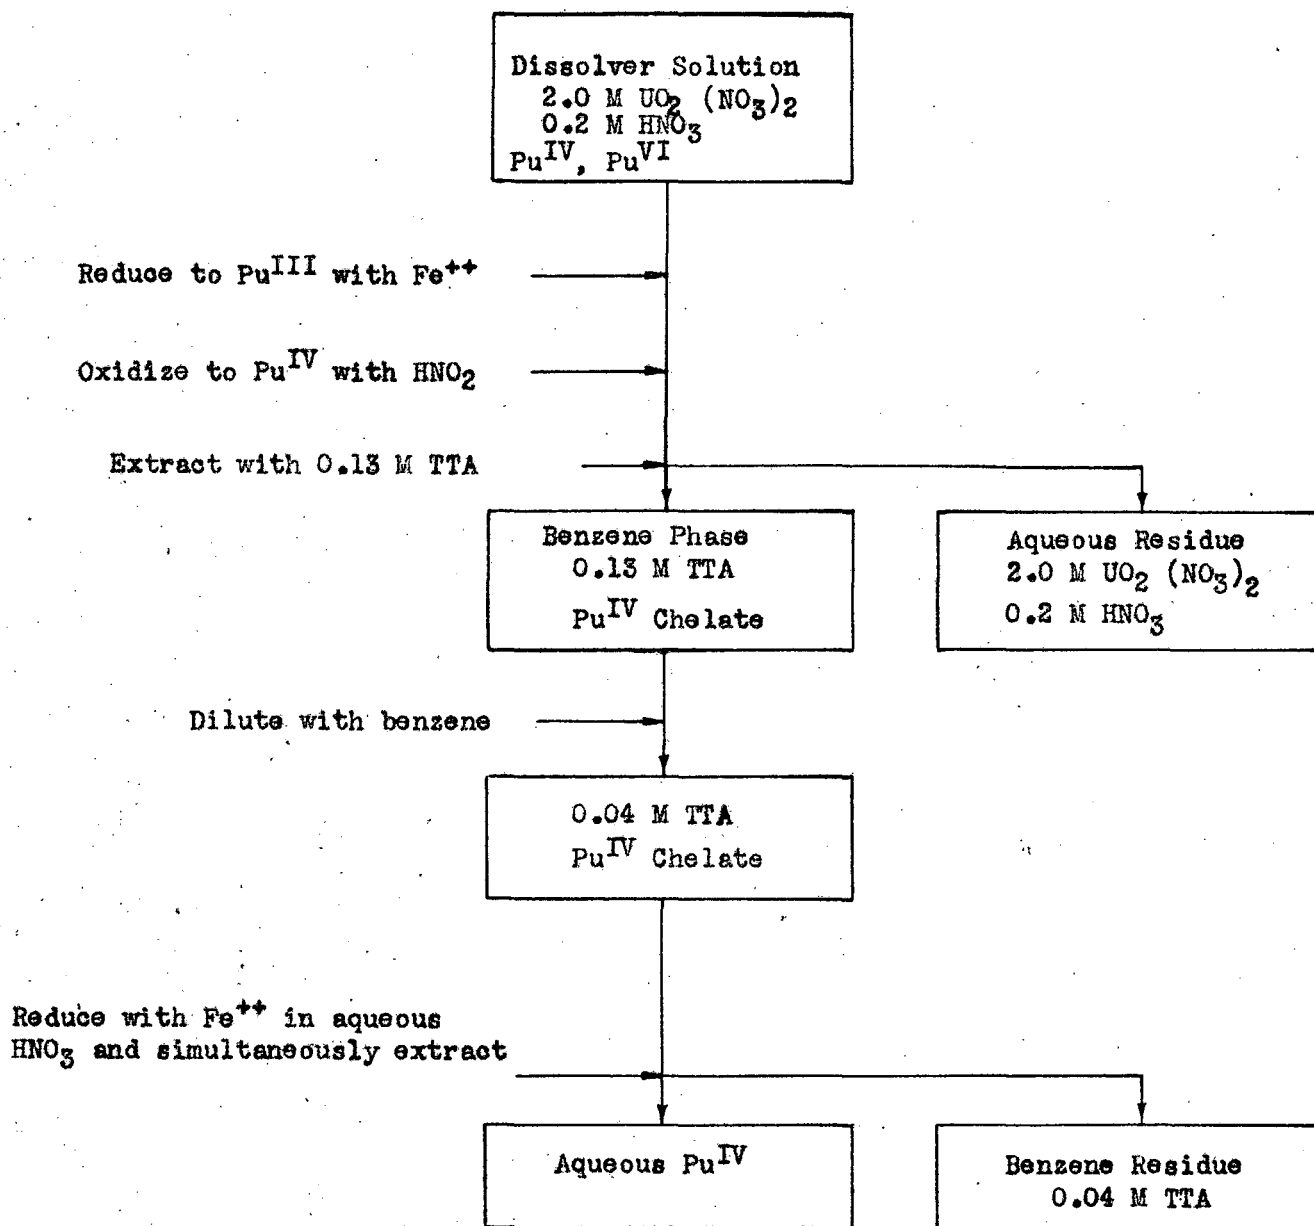 Dissolver Solution
2.0 M UO₂ (NO₃)₂
0.2 M HNO₃
Puᴵⱽ, Puⱽᴵ
Reduce to Puᴵᴵᴵ with Fe⁺⁺
Oxidize to Puᴵⱽ with HNO₂
Extract with 0.13 M TTA
Benzene Phase
0.13 M TTA
Puᴵⱽ Chelate
Aqueous Residue
2.0 M UO₂ (NO₃)₂
0.2 M HNO₃
Dilute with benzene
0.04 M TTA
Puᴵⱽ Chelate
Reduce with Fe⁺⁺ in aqueous
HNO₃ and simultaneously extract
Aqueous Puᴵⱽ
Benzene Residue
0.04 M TTA